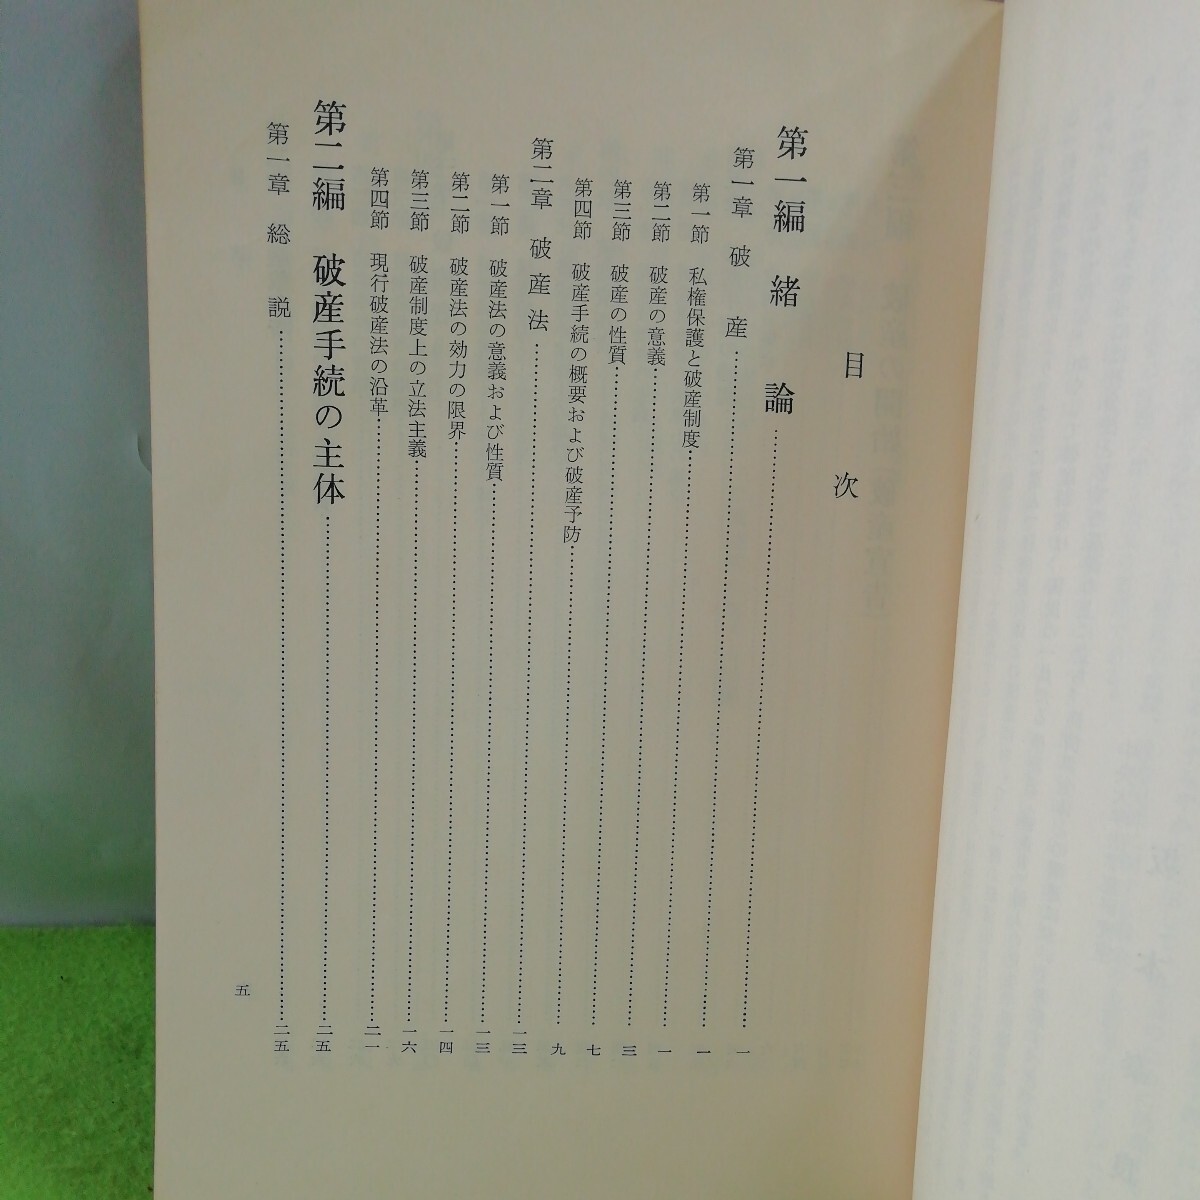 目次
第一編 緒論……一
第一章 破産……一
第一節 私権保護と破産制度……一
第二節 破産の意義……三
第三節 破産の性質……七
第四節 破産手続の概要および破産予防……九
第二章 破産法……一三
第一節 破産法の意義および性質……一三
第二節 破産法の効力の限界……一四
第三節 破産制度上の立法主義……一六
第四節 現行破産法の沿革……二一
第二編 破産手続の主体……二五
第一章 総説……二五
五